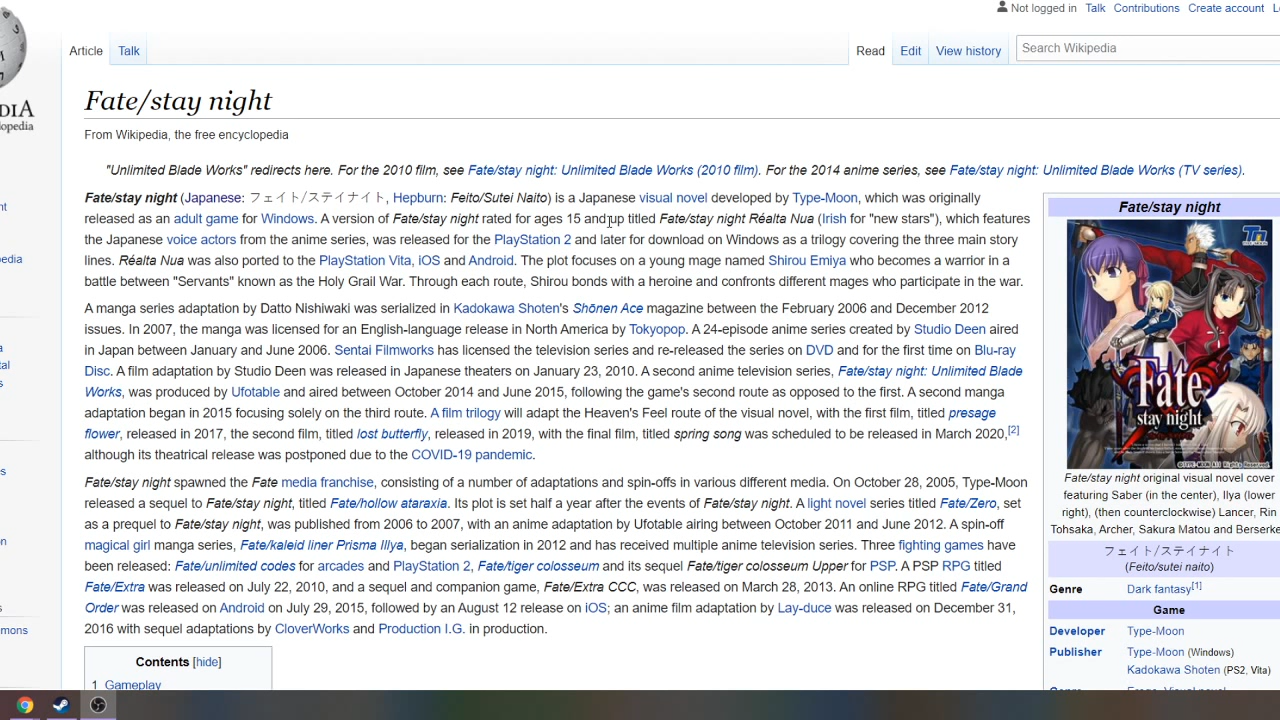 Not logged in Talk Contributions Create account L
Article Talk Read Edit View history Search Wikipedia
DIA
opedia
Fate/stay night
From Wikipedia, the free encyclopedia
"Unlimited Blade Works" redirects here. For the 2010 film, see Fate/stay night: Unlimited Blade Works (2010 film). For the 2014 anime series, see Fate/stay night: Unlimited Blade Works (TV series).
Fate/stay night (Japanese: フェイト/ステイナイト, Hepburn: Feito/Sutei Naito) is a Japanese visual novel developed by Type-Moon, which was originally
released as an adult game for Windows. A version of Fate/stay night rated for ages 15 and up titled Fate/stay night Réalta Nua (Irish for "new stars"), which features
the Japanese voice actors from the anime series, was released for the PlayStation 2 and later for download on Windows as a trilogy covering the three main story
lines. Réalta Nua was also ported to the PlayStation Vita, iOS and Android. The plot focuses on a young mage named Shirou Emiya who becomes a warrior in a
battle between "Servants" known as the Holy Grail War. Through each route, Shirou bonds with a heroine and confronts different mages who participate in the war.
A manga series adaptation by Datto Nishiwaki was serialized in Kadokawa Shoten's Shōnen Ace magazine between the February 2006 and December 2012
issues. In 2007, the manga was licensed for an English-language release in North America by Tokyopop. A 24-episode anime series created by Studio Deen aired
in Japan between January and June 2006. Sentai Filmworks has licensed the television series and re-released the series on DVD and for the first time on Blu-ray
Disc. A film adaptation by Studio Deen was released in Japanese theaters on January 23, 2010. A second anime television series, Fate/stay night: Unlimited Blade
Works, was produced by Ufotable and aired between October 2014 and June 2015, following the game's second route as opposed to the first. A second manga
adaptation began in 2015 focusing solely on the third route. A film trilogy will adapt the Heaven's Feel route of the visual novel, with the first film, titled presage
flower, released in 2017, the second film, titled lost butterfly, released in 2019, with the final film, titled spring song was scheduled to be released in March 2020,[2]
although its theatrical release was postponed due to the COVID-19 pandemic.
Fate/stay night spawned the Fate media franchise, consisting of a number of adaptations and spin-offs in various different media. On October 28, 2005, Type-Moon
released a sequel to Fate/stay night, titled Fate/hollow ataraxia. Its plot is set half a year after the events of Fate/stay night. A light novel series titled Fate/Zero, set
as a prequel to Fate/stay night, was published from 2006 to 2007, with an anime adaptation by Ufotable airing between October 2011 and June 2012. A spin-off
magical girl manga series, Fate/kaleid liner Prisma Illya, began serialization in 2012 and has received multiple anime television series. Three fighting games have
been released: Fate/unlimited codes for arcades and PlayStation 2, Fate/tiger colosseum and its sequel Fate/tiger colosseum Upper for PSP. A PSP RPG titled
Fate/Extra was released on July 22, 2010, and a sequel and companion game, Fate/Extra CCC, was released on March 28, 2013. An online RPG titled Fate/Grand
Order was released on Android on July 29, 2015, followed by an August 12 release on iOS; an anime film adaptation by Lay-duce was released on December 31,
2016 with sequel adaptations by CloverWorks and Production I.G. in production.
Contents [hide]
1 Gameplay
Fate/stay night
Fate
stay night
Fate/stay night original visual novel cover
featuring Saber (in the center), Ilya (lower
right), (then counterclockwise) Lancer, Rin
Tohsaka, Archer, Sakura Matou and Berserke
フェイト/ステイナイト
(Feito/sutei naito)
Genre Dark fantasy[1]
Game
Developer Type-Moon
Publisher Type-Moon (Windows)
Kadokawa Shoten (PS2, Vita)